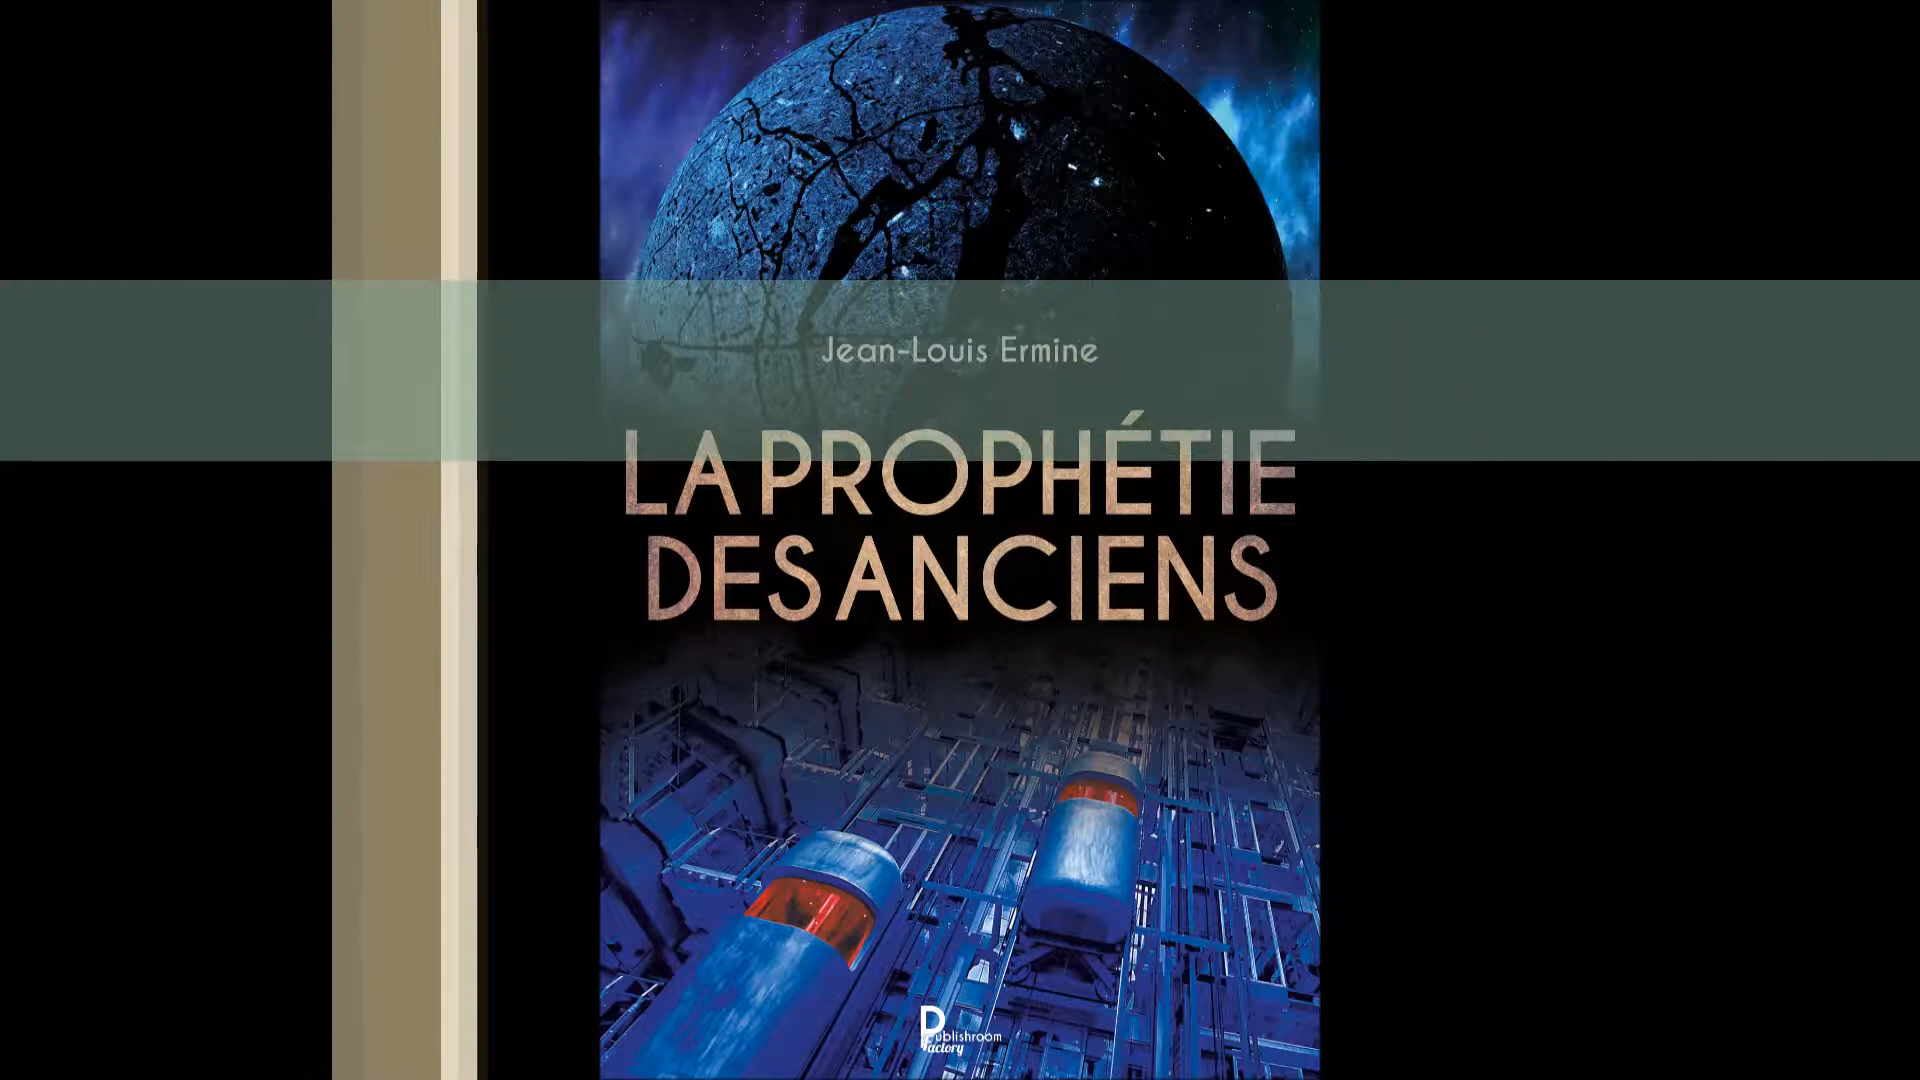 Jean-Louis Ermine
LA PROPHÉTIE
DES ANCIENS
Publishroom
Factory